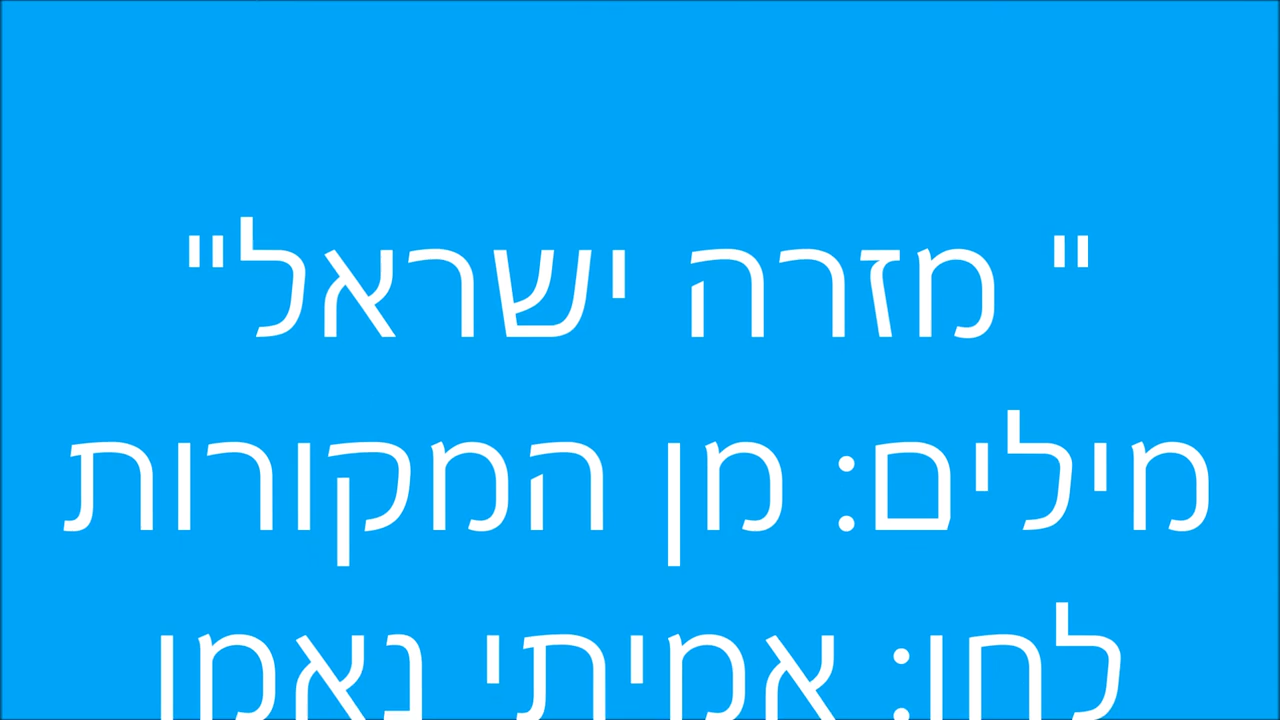 " מזרה ישראל"
מילים: מן המקורות
לחן: אמיתי נאמן